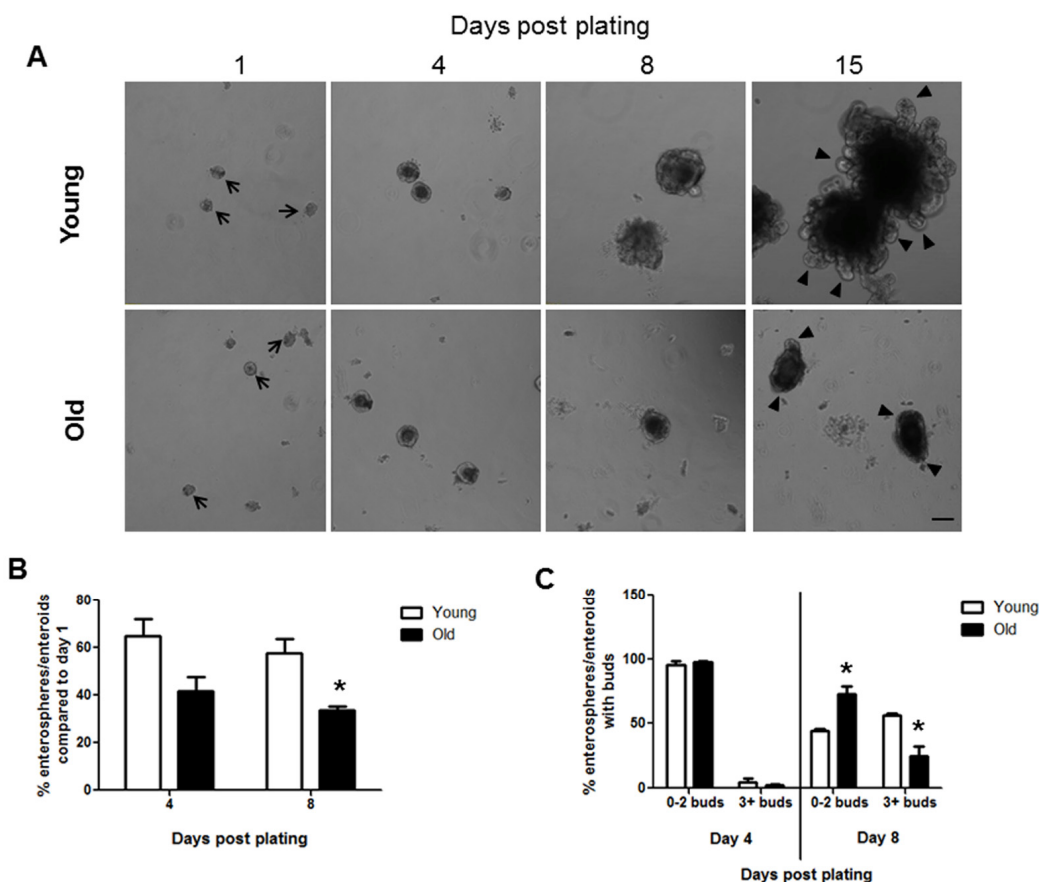 Days post plating
A
1 4 8 15
Young
Old
B
% enterospheres/enteroids
compared to day 1
80
60
40
20
0
Young
Old
*
4 8
Days post plating
C
% enterospheres/enteroids
with buds
150
100
50
0
Young
Old
*
*
0-2 buds 3+ buds 0-2 buds 3+ buds
Day 4 Day 8
Days post plating